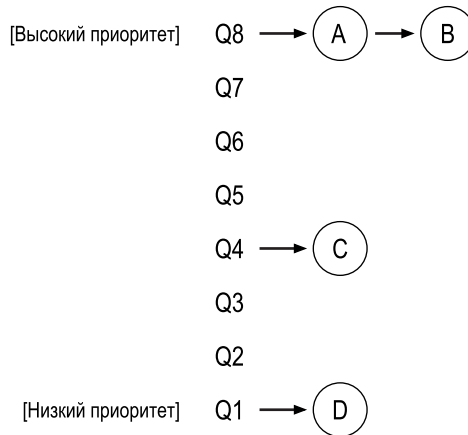 [Высокий приоритет] Q8 A B
Q7
Q6
Q5
Q4 C
Q3
Q2
[Низкий приоритет] Q1 D